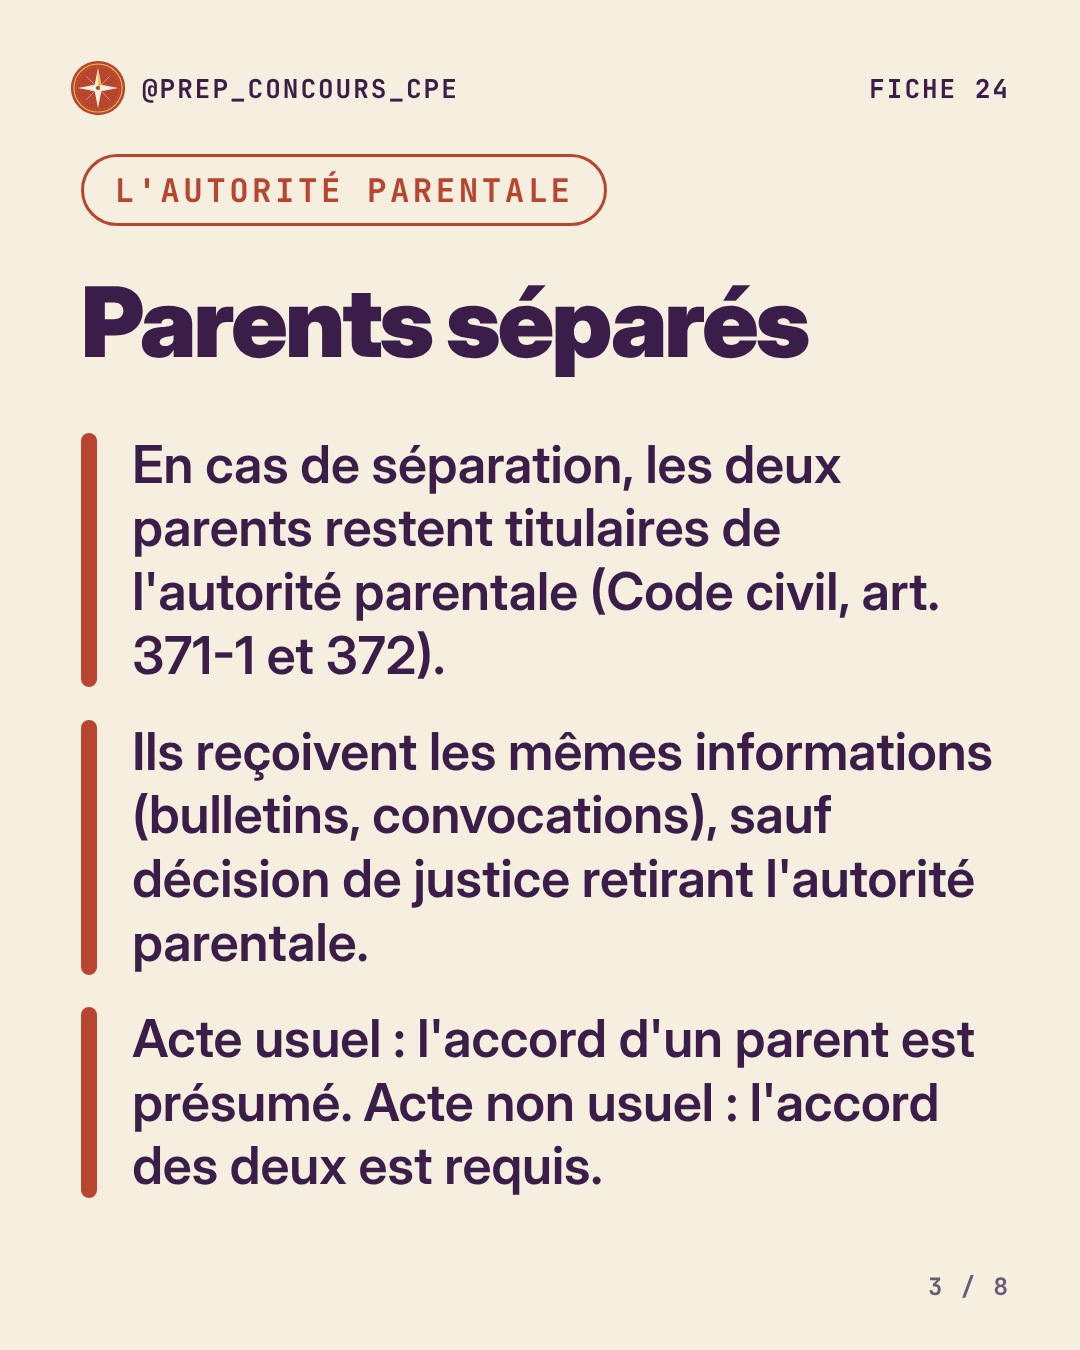 @PREP_CONCOURS_CPE
FICHE 24
L'AUTORITÉ PARENTALE
Parents séparés
En cas de séparation, les deux
parents restent titulaires de
l'autorité parentale (Code civil, art.
371-1 et 372).
Ils reçoivent les mêmes informations
(bulletins, convocations), sauf
décision de justice retirant l'autorité
parentale.
Acte usuel : l'accord d'un parent est
présumé. Acte non usuel : l'accord
des deux est requis.
3 / 8